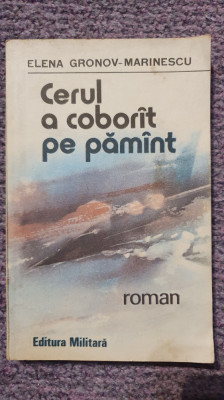 ELENA GRONOV-MARINESCU
Cerul
a coborît
pe pămînt
roman
Editura Militară